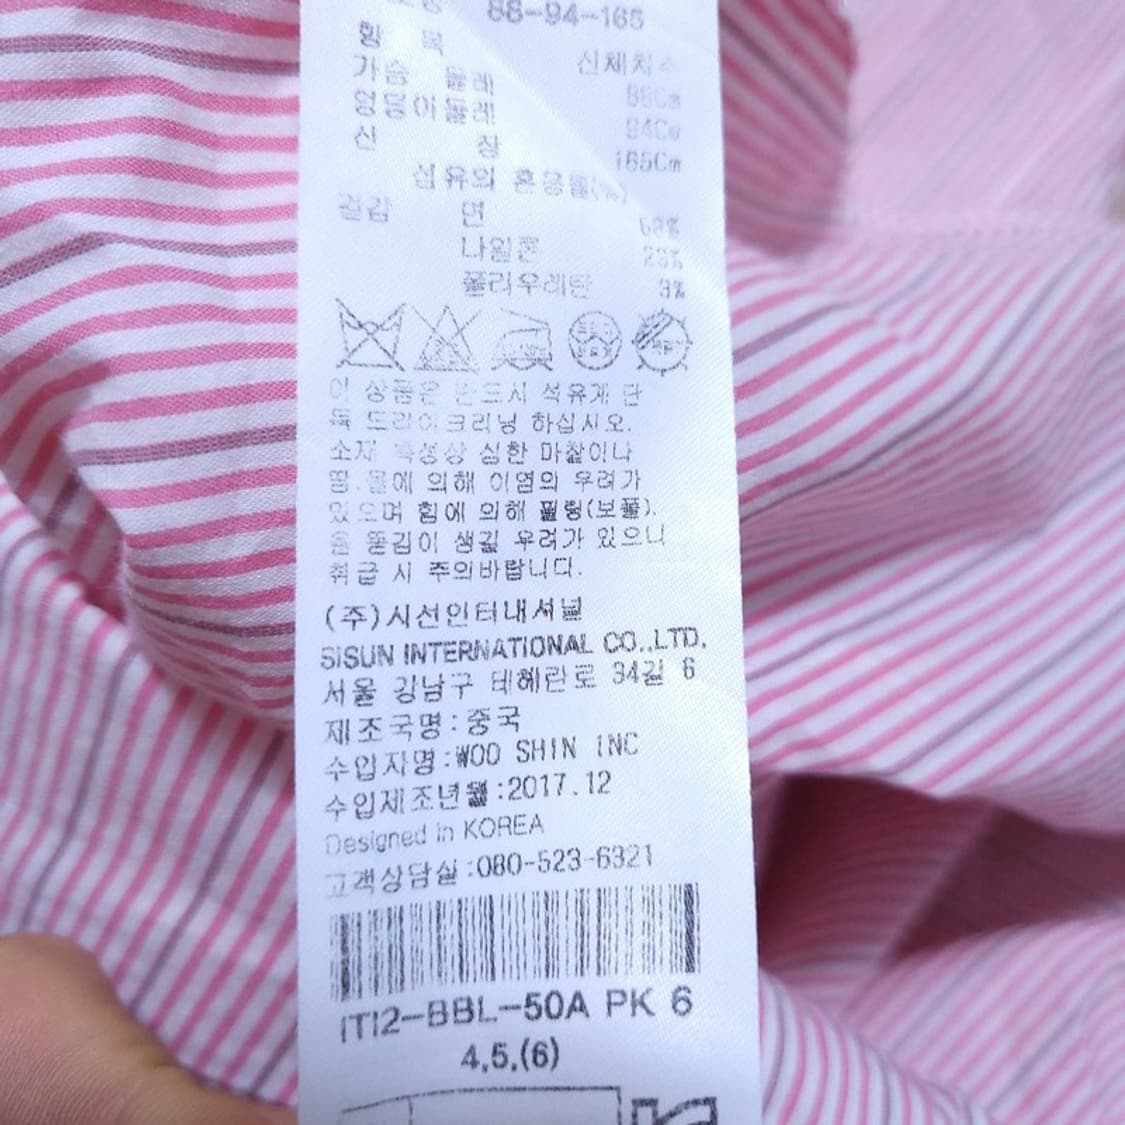 88-94-165
항 목 신체치수
가슴 둘레 88Cm
엉덩이둘레 94Cm
신 장 165Cm
섬유의 혼용률(%)
겉감 면
나일론
폴리우레탄 3%
이 상품은 반드시 석유계 단
독 드라이크리닝 하십시오.
소재 특성상 심한 마찰이나
땀.물에 의해 이염의 우려가
있으며 힘에 의해 필링(보풀).
올 뜯김이 생길 우려가 있으니
취급 시 주의바랍니다.
(주)시선인터내셔널
SISUN INTERNATIONAL CO.,LTD.
서울 강남구 테헤란로 34길 6
제조국명:중국
수입자명:WOO SHIN INC
수입제조년월:2017.12
Designed in KOREA
고객상담실:080-523-6321
ITI2-BBL-50A PK 6
4,5,(6)